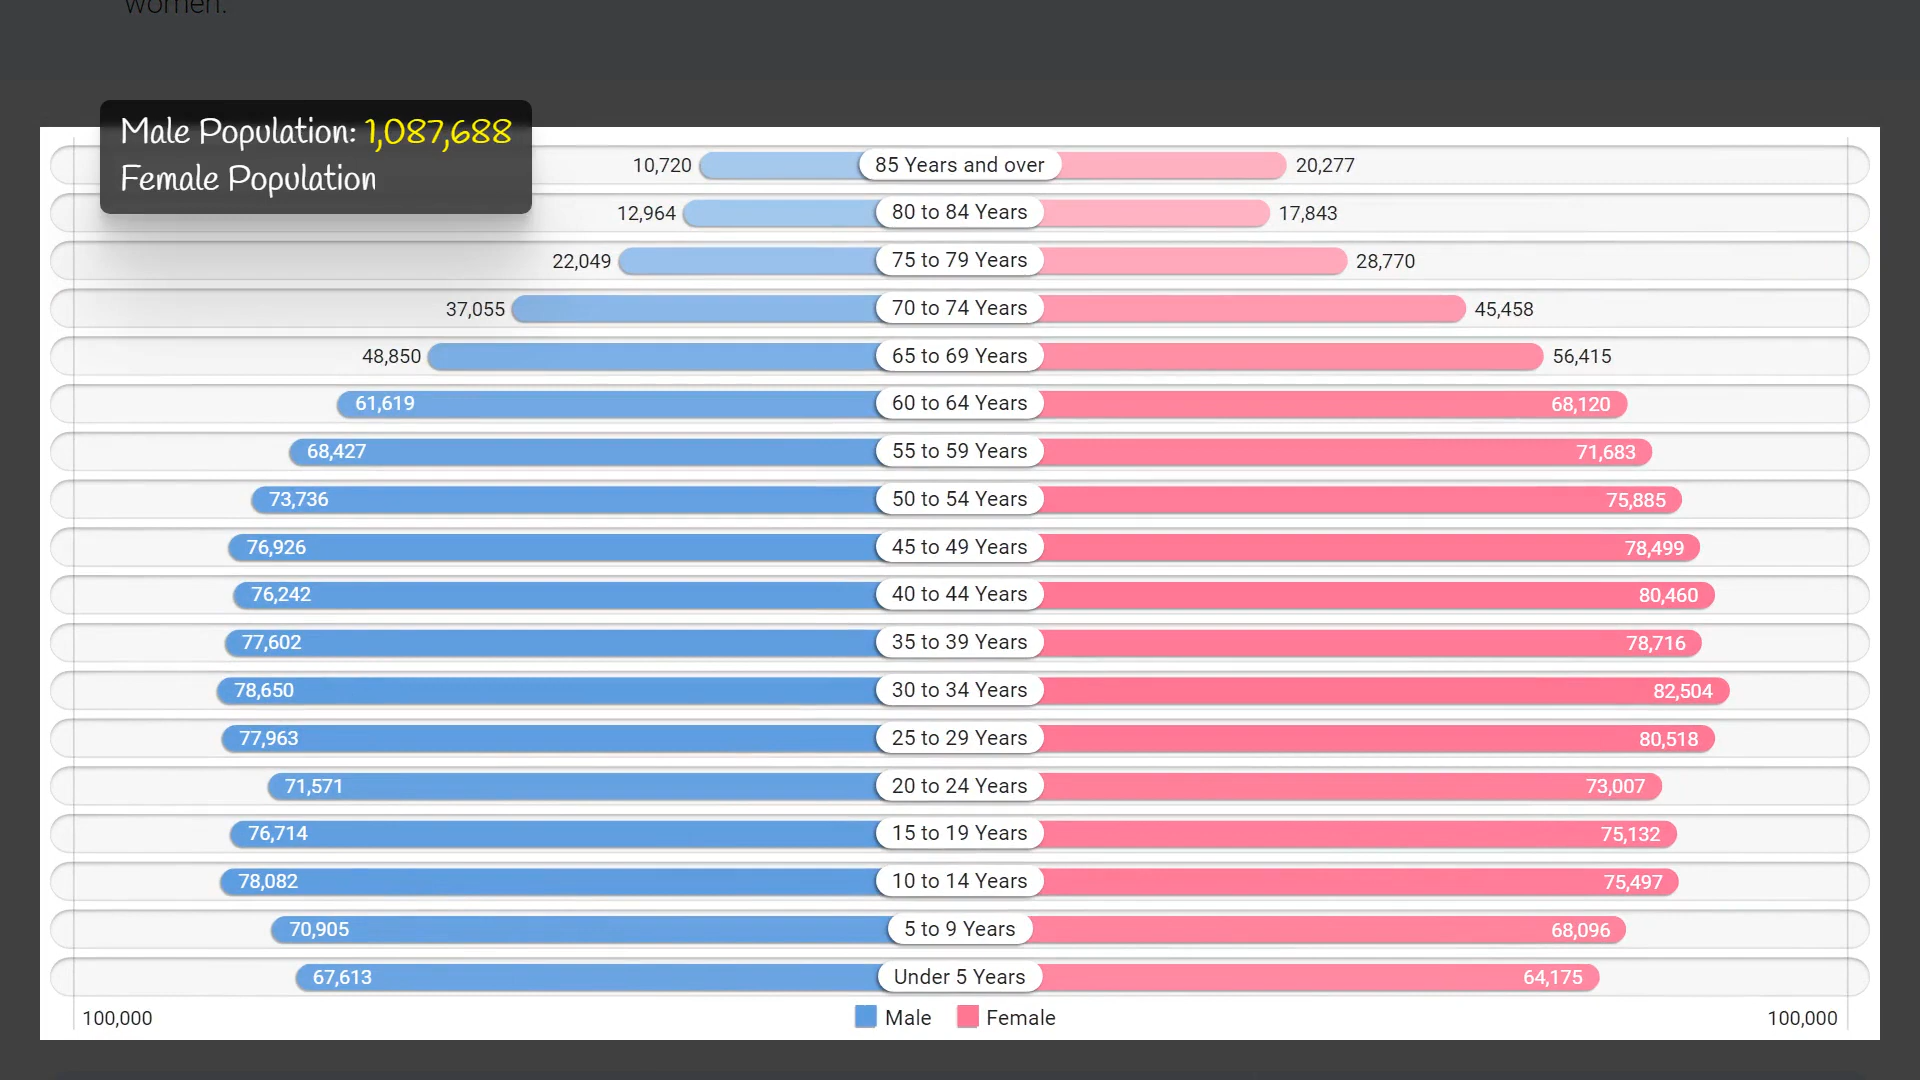 women.
Male Population: 1,087,688
Female Population
10,720 85 Years and over 20,277
12,964 80 to 84 Years 17,843
22,049 75 to 79 Years 28,770
37,055 70 to 74 Years 45,458
48,850 65 to 69 Years 56,415
61,619 60 to 64 Years 68,120
68,427 55 to 59 Years 71,683
73,736 50 to 54 Years 75,885
76,926 45 to 49 Years 78,499
76,242 40 to 44 Years 80,460
77,602 35 to 39 Years 78,716
78,650 30 to 34 Years 82,504
77,963 25 to 29 Years 80,518
71,571 20 to 24 Years 73,007
76,714 15 to 19 Years 75,132
78,082 10 to 14 Years 75,497
70,905 5 to 9 Years 68,096
67,613 Under 5 Years 64,175
100,000 Male Female 100,000